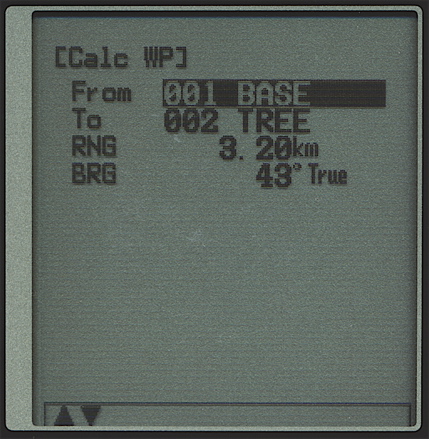 [Calc WP]
From 001 BASE
To 002 TREE
RNG 3.20km
BRG 43° True